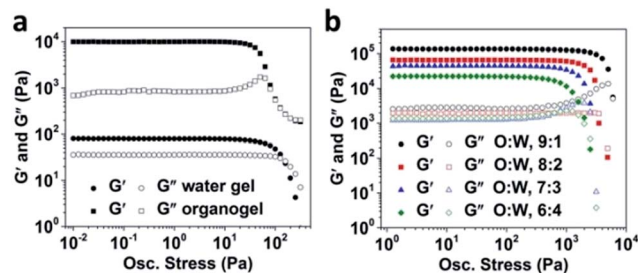 a
G′ and G″ (Pa)
10⁴
10³
10²
10¹
10⁰
G′ G″ water gel
G′ G″ organogel
10⁻² 10⁻¹ 10⁰ 10¹ 10²
Osc. Stress (Pa)
b
G′ and G″ (Pa)
10⁵
10⁴
10³
10²
10¹
10⁰
G′ G″ O:W, 9:1
G′ G″ O:W, 8:2
G′ G″ O:W, 7:3
G′ G″ O:W, 6:4
10⁰ 10¹ 10² 10³ 10⁴
Osc. Stress (Pa)